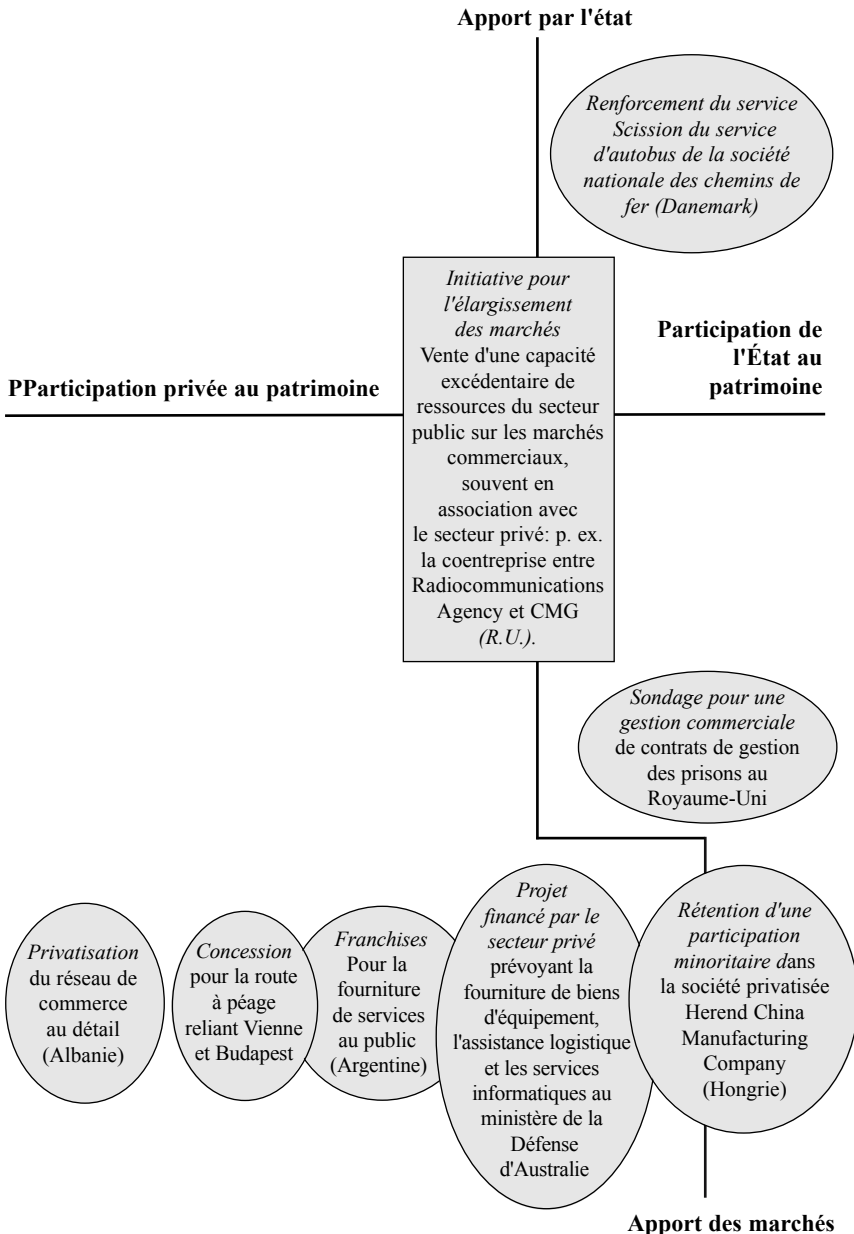 Apport par l'état
Renforcement du service
Scission du service
d'autobus de la société
nationale des chemins de
fer (Danemark)
Initiative pour
l'élargissement
des marchés
Vente d'une capacité
excédentaire de
ressources du secteur
public sur les marchés
commerciaux,
souvent en
association avec
le secteur privé: p. ex.
la coentreprise entre
Radiocommunications
Agency et CMG
(R.U.).
PParticipation privée au patrimoine
Participation de
l'État au
patrimoine
Sondage pour une
gestion commerciale
de contrats de gestion
des prisons au
Royaume-Uni
Privatisation
du réseau de
commerce
au détail
(Albanie)
Concession
pour la route
à péage
reliant Vienne
et Budapest
Franchises
Pour la
fourniture
de services
au public
(Argentine)
Projet
financé par le
secteur privé
prévoyant la
fourniture de biens
d'équipement,
l'assistance logistique
et les services
informatiques au
ministère de la
Défense
d'Australie
Rétention d'une
participation
minoritaire dans
la société privatisée
Herend China
Manufacturing
Company
(Hongrie)
Apport des marchés